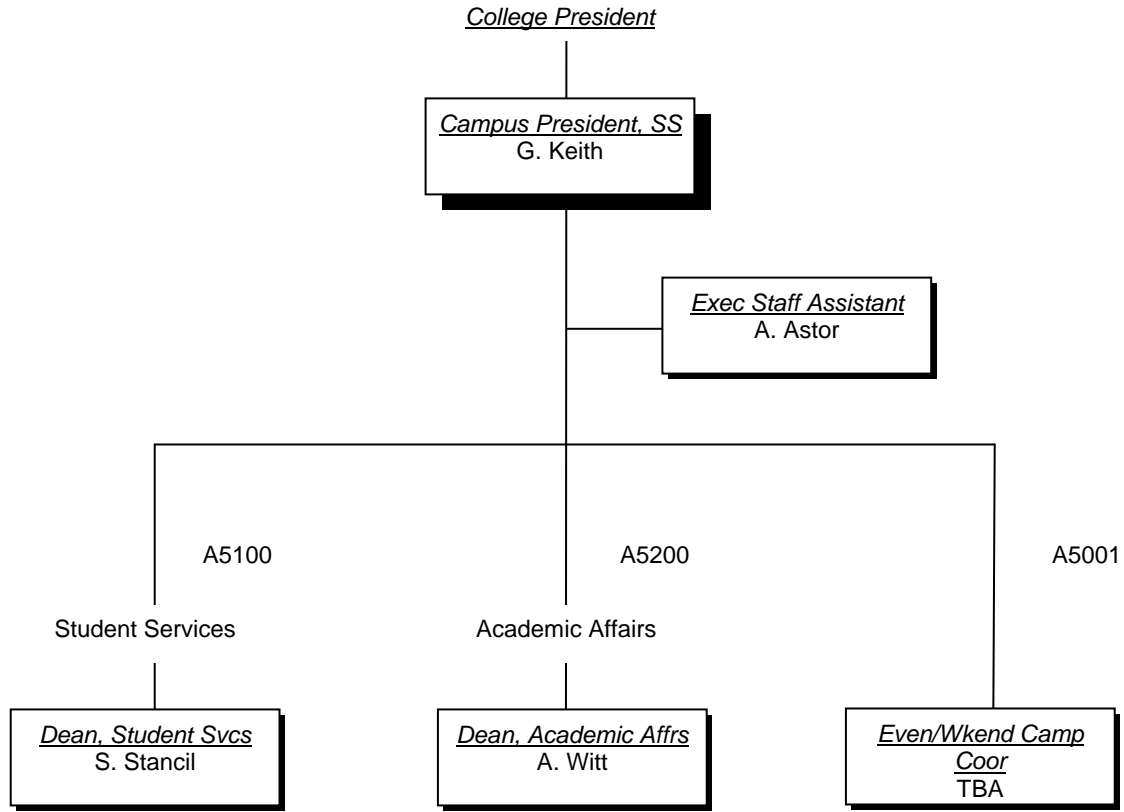 College President
Campus President, SS
G. Keith
Exec Staff Assistant
A. Astor
A5100
A5200
A5001
Student Services
Academic Affairs
Dean, Student Svcs
S. Stancil
Dean, Academic Affrs
A. Witt
Even/Wkend Camp
Coor
TBA